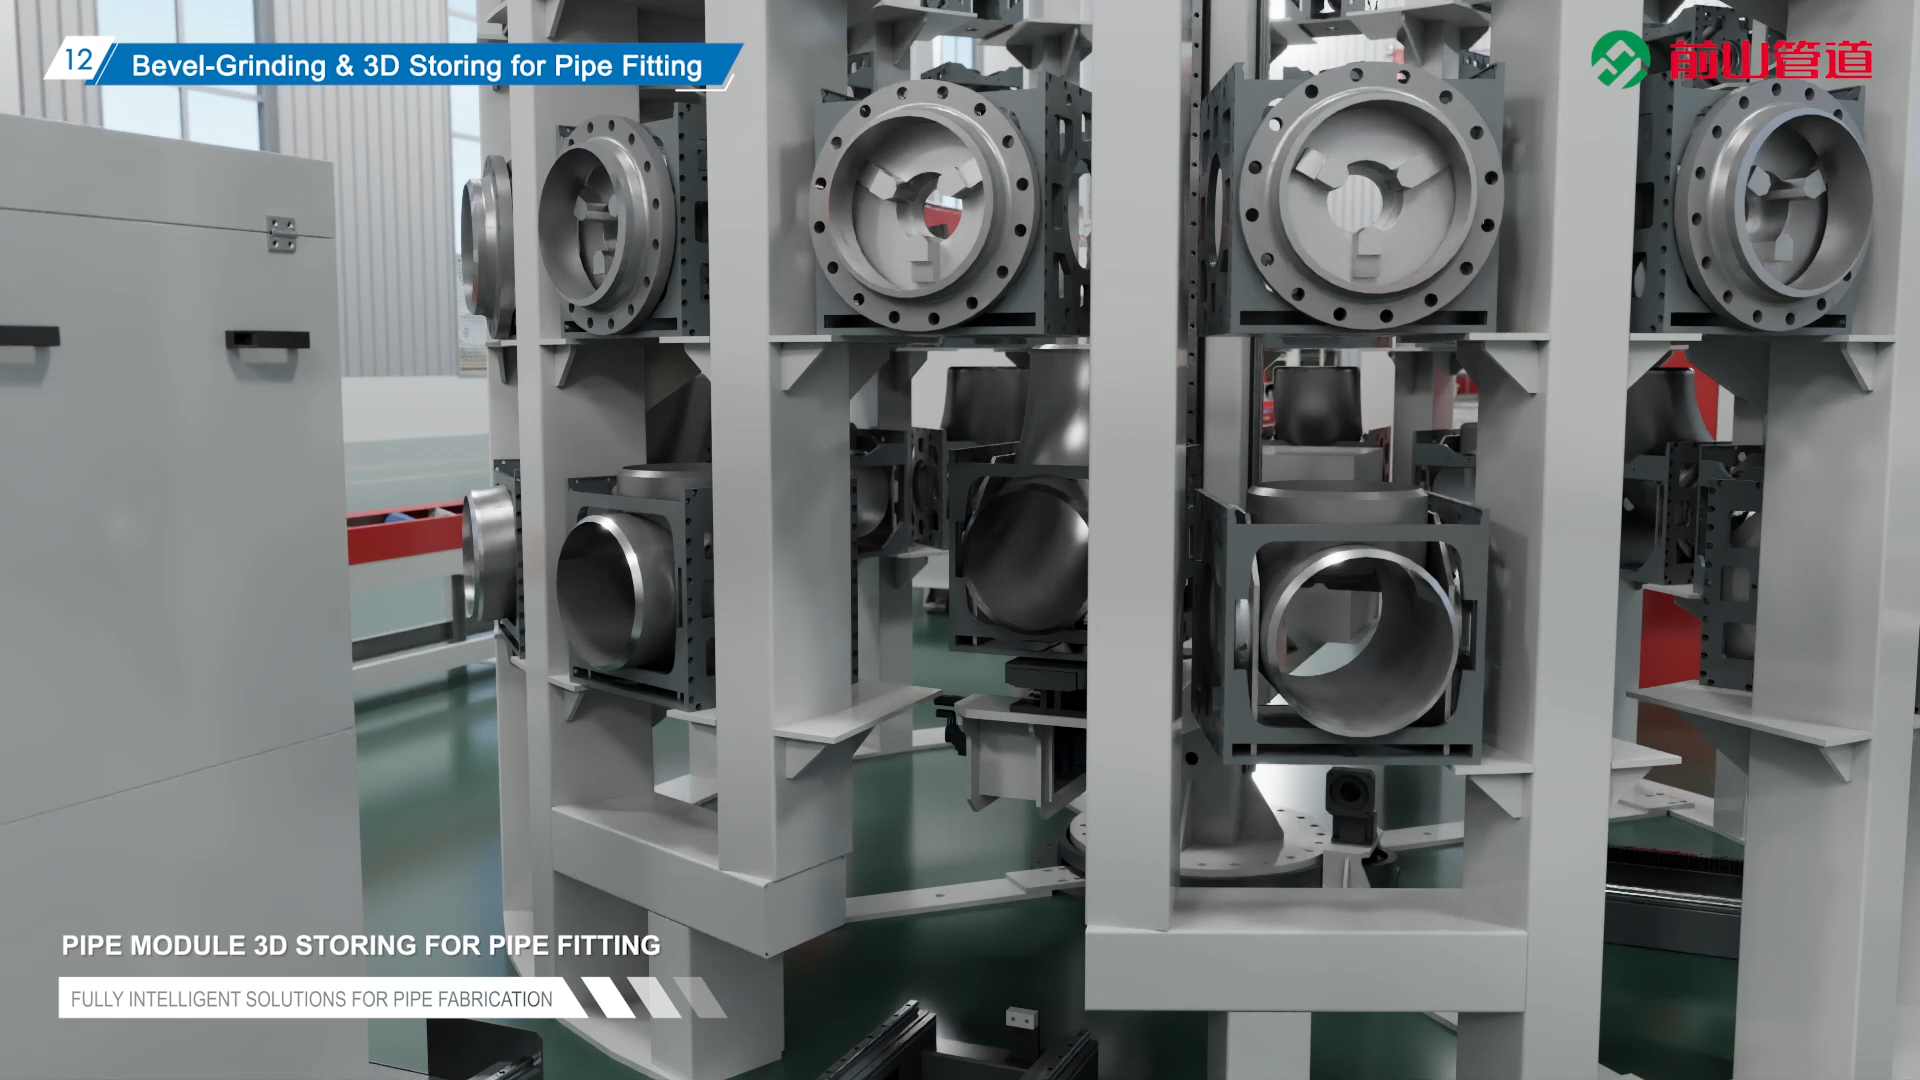 12
Bevel-Grinding & 3D Storing for Pipe Fitting
前山管道
PIPE MODULE 3D STORING FOR PIPE FITTING
FULLY INTELLIGENT SOLUTIONS FOR PIPE FABRICATION